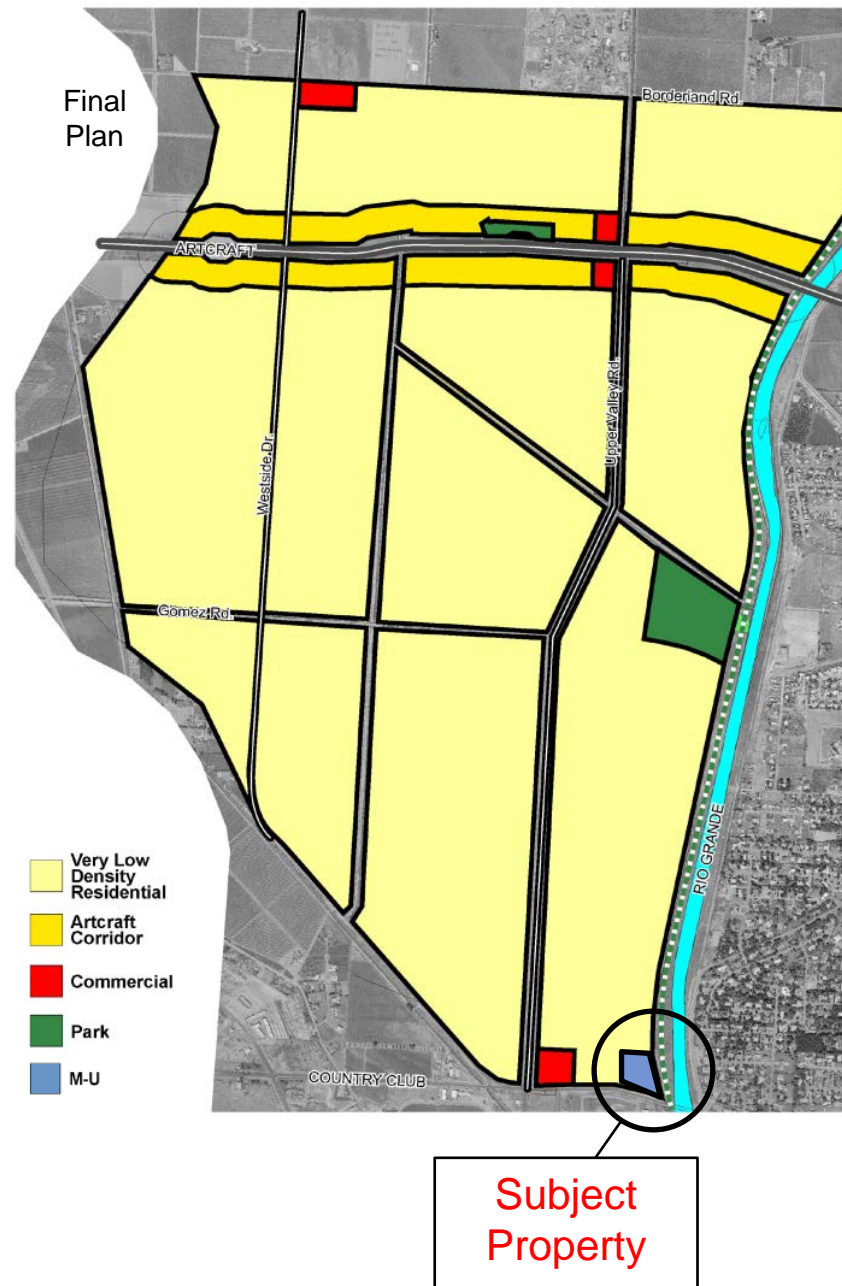 Final
Plan
Borderland Rd.
ARTCRAFT
Upper Valley Rd.
Westside Dr.
Gomez Rd.
RIO GRANDE
Very Low
Density
Residential
Artcraft
Corridor
Commercial
Park
M-U
COUNTRY CLUB
Subject
Property